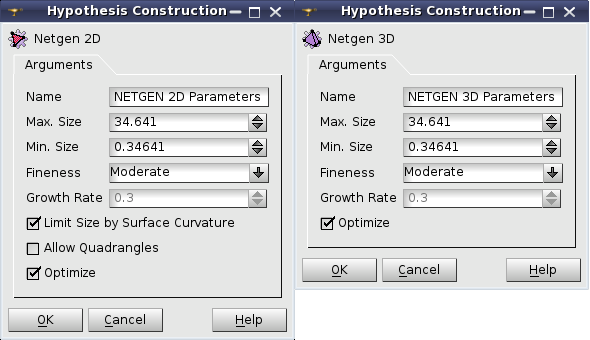 Hypothesis Construction
Netgen 2D
Arguments
Name NETGEN 2D Parameters
Max. Size 34.641
Min. Size 0.34641
Fineness Moderate
Growth Rate 0.3
Limit Size by Surface Curvature
Allow Quadrangles
Optimize
OK Cancel Help
Hypothesis Construction
Netgen 3D
Arguments
Name NETGEN 3D Parameters
Max. Size 34.641
Min. Size 0.34641
Fineness Moderate
Growth Rate 0.3
Optimize
OK Cancel Help